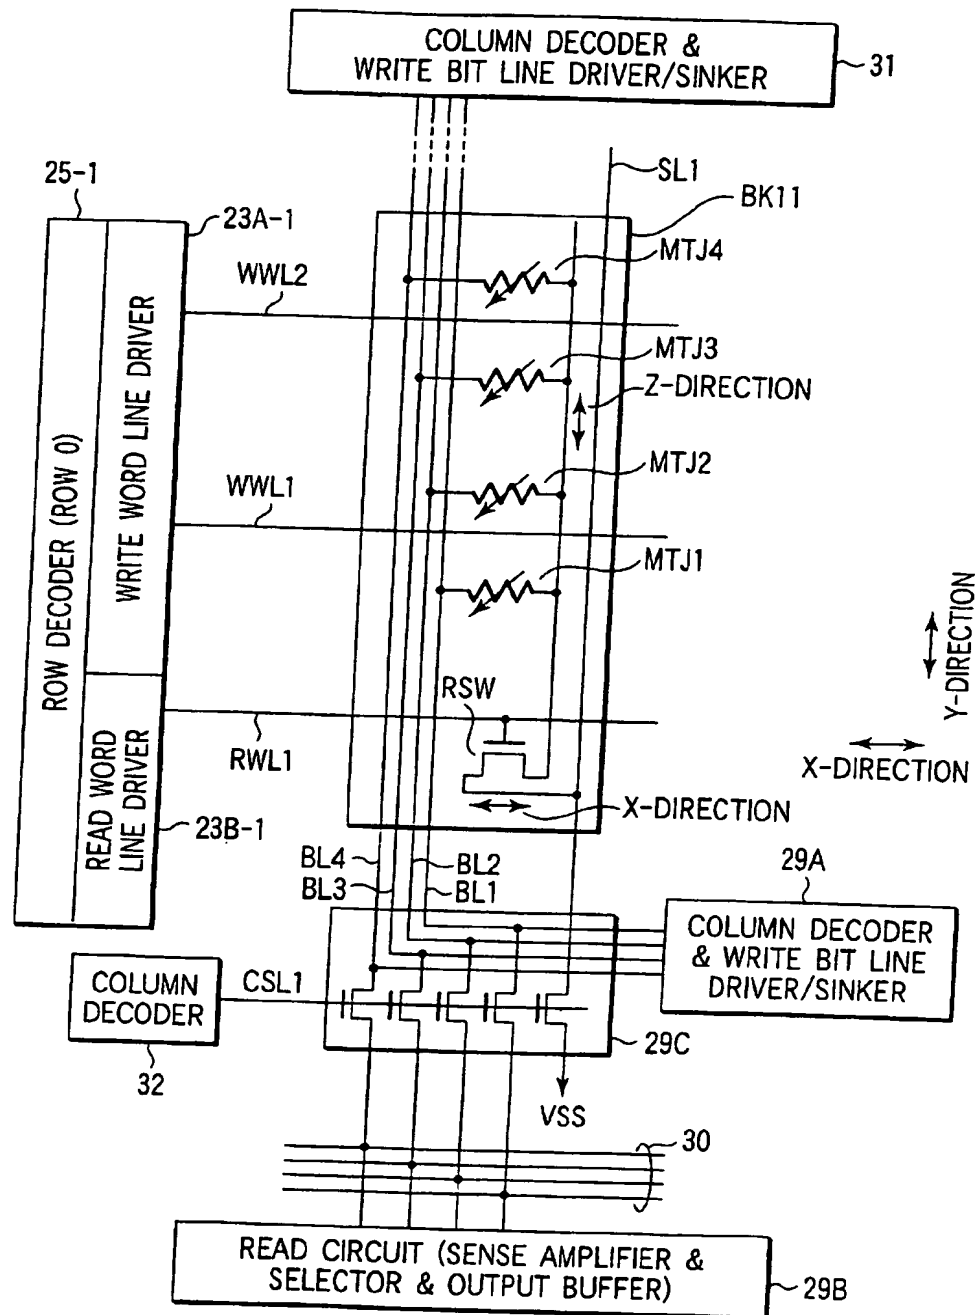 COLUMN DECODER &
WRITE BIT LINE DRIVER/SINKER
31
25-1
SL1
23A-1
BK11
MTJ4
WWL2
MTJ3
Z-DIRECTION
ROW DECODER (ROW 0)
WRITE WORD LINE DRIVER
MTJ2
WWL1
MTJ1
Y-DIRECTION
RSW
READ WORD
LINE DRIVER
RWL1
X-DIRECTION
X-DIRECTION
23B-1
BL4
BL2
BL3
BL1
29A
COLUMN DECODER
& WRITE BIT LINE
DRIVER/SINKER
COLUMN
DECODER
CSL1
29C
32
VSS
30
READ CIRCUIT (SENSE AMPLIFIER &
SELECTOR & OUTPUT BUFFER)
29B